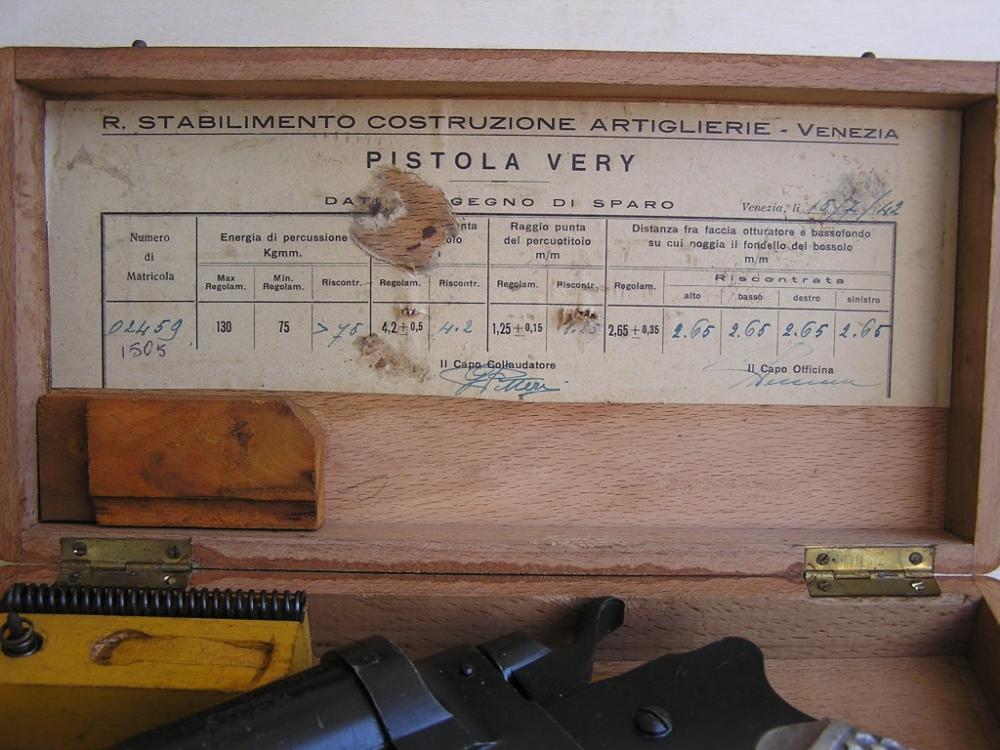 R. STABILIMENTO COSTRUZIONE ARTIGLIERIE - VENEZIA
PISTOLA VERY
DI SPARO
Venezia, li 15/7/42
Numero
di
Matricola
Energia di percussione
Kgmm.
Raggio punta
del percuotitoio
m/m
Distanza fra faccia otturatore e bassofondo
su cui poggia il fondello del bossolo
m/m
Max
Regolam.
Min.
Regolam.
Riscontr.
Regolam.
Riscontr.
Regolam.
Riscontr.
Regolam.
Riscontrata
alto basso destro sinistro
02459 130 75 >75 4,2±0,5 4.2 1,25±0,15 1.25 2,65±0,35 2.65 2.65 2.65 2.65
1505
Il Capo Collaudatore
Il Capo Officina